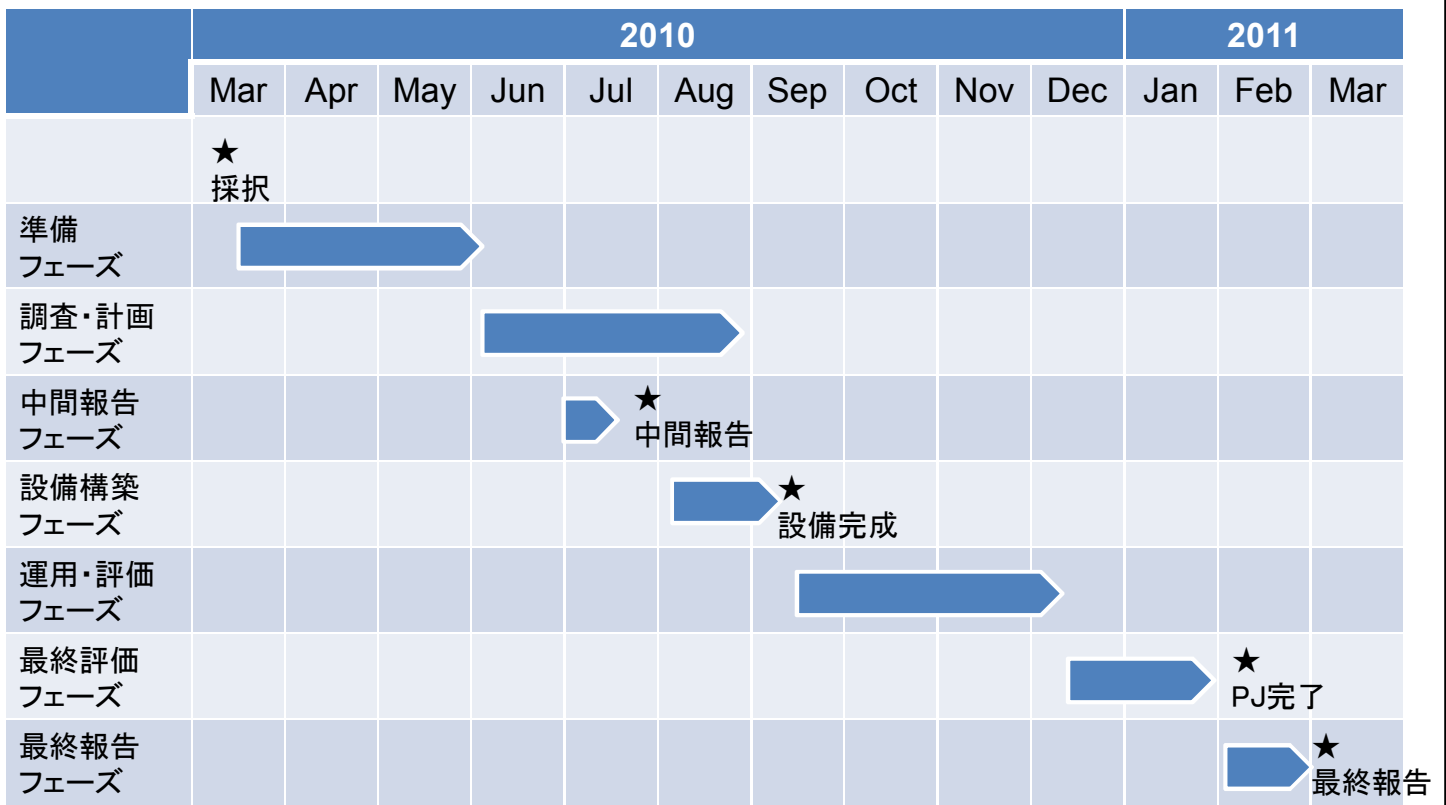 2010 2011
Mar Apr May Jun Jul Aug Sep Oct Nov Dec Jan Feb Mar
★
採択
準備
フェーズ
調査・計画
フェーズ
中間報告
フェーズ
★
中間報告
設備構築
フェーズ
★
設備完成
運用・評価
フェーズ
最終評価
フェーズ
★
PJ完了
最終報告
フェーズ
★
最終報告